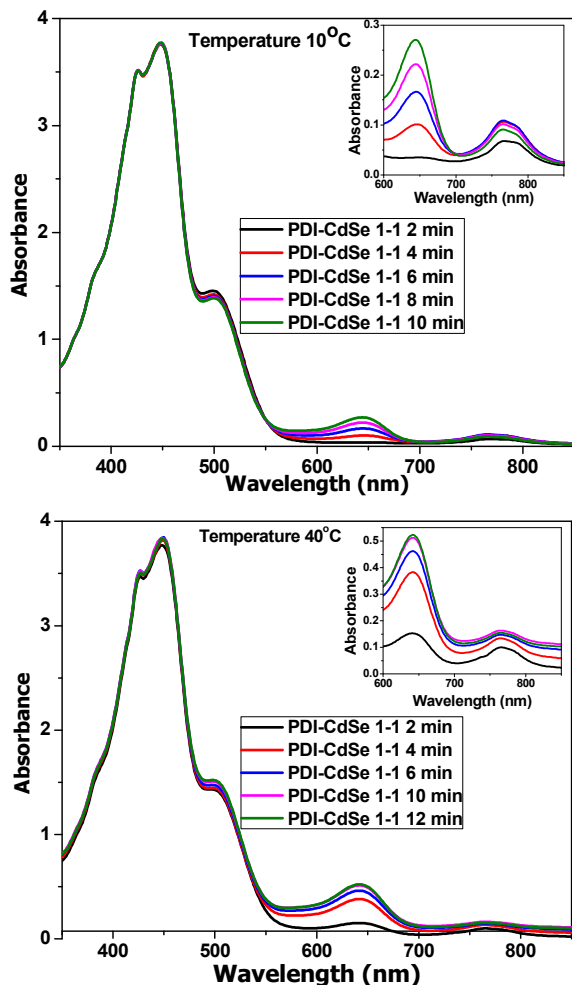 4
3
2
1
0
Absorbance
Temperature 10°C
0.3
0.2
0.1
0.0
Absorbance
600 700 800
Wavelength (nm)
PDI-CdSe 1-1 2 min
PDI-CdSe 1-1 4 min
PDI-CdSe 1-1 6 min
PDI-CdSe 1-1 8 min
PDI-CdSe 1-1 10 min
400 500 600 700 800
Wavelength (nm)
4
3
2
1
0
Absorbance
Temperature 40°C
0.5
0.4
0.3
0.2
0.1
0.0
Absorbance
600 700 800
Wavelength (nm)
PDI-CdSe 1-1 2 min
PDI-CdSe 1-1 4 min
PDI-CdSe 1-1 6 min
PDI-CdSe 1-1 10 min
PDI-CdSe 1-1 12 min
400 500 600 700 800
Wavelength (nm)